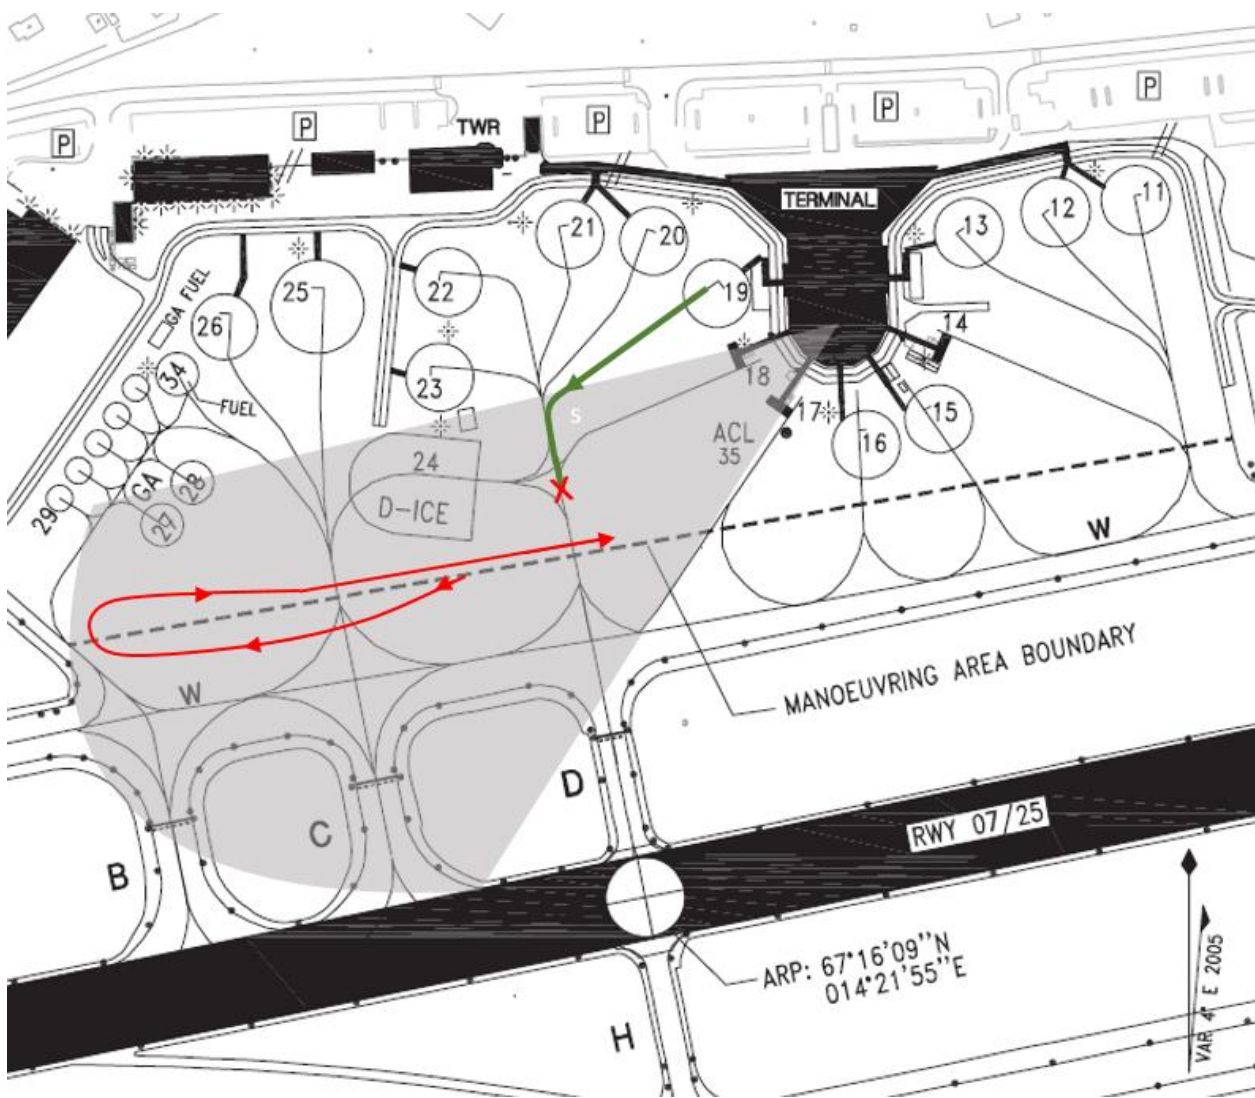 P
P
P
P
P
TWR
TERMINAL
21
20
13
12
11
22
25
26
GA FUEL
19
14
34
FUEL
23
18
17
15
16
S
ACL
35
24
D-ICE
GA
28
29
27
W
W
MANOEUVRING AREA BOUNDARY
B
C
D
RWY 07/25
ARP: 67°16'09"N
014°21'55"E
H
VAR. 4° E 2005